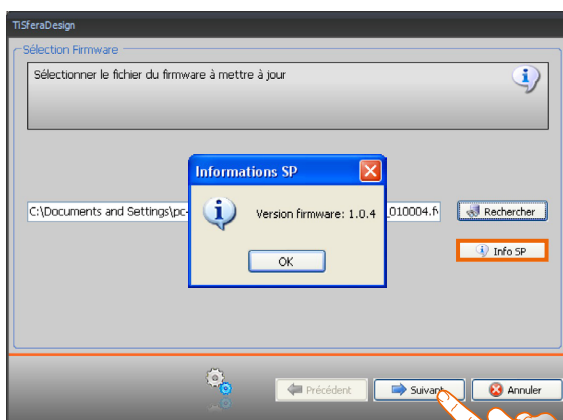 TiSferaDesign
Sélection Firmware
Sélectionner le fichier du firmware à mettre à jour
Informations SP
Version firmware: 1.0.4
OK
C:\Documents and Settings\pc-
_010004.f
Rechercher
Info SP
Précédent
Suivant
Annuler